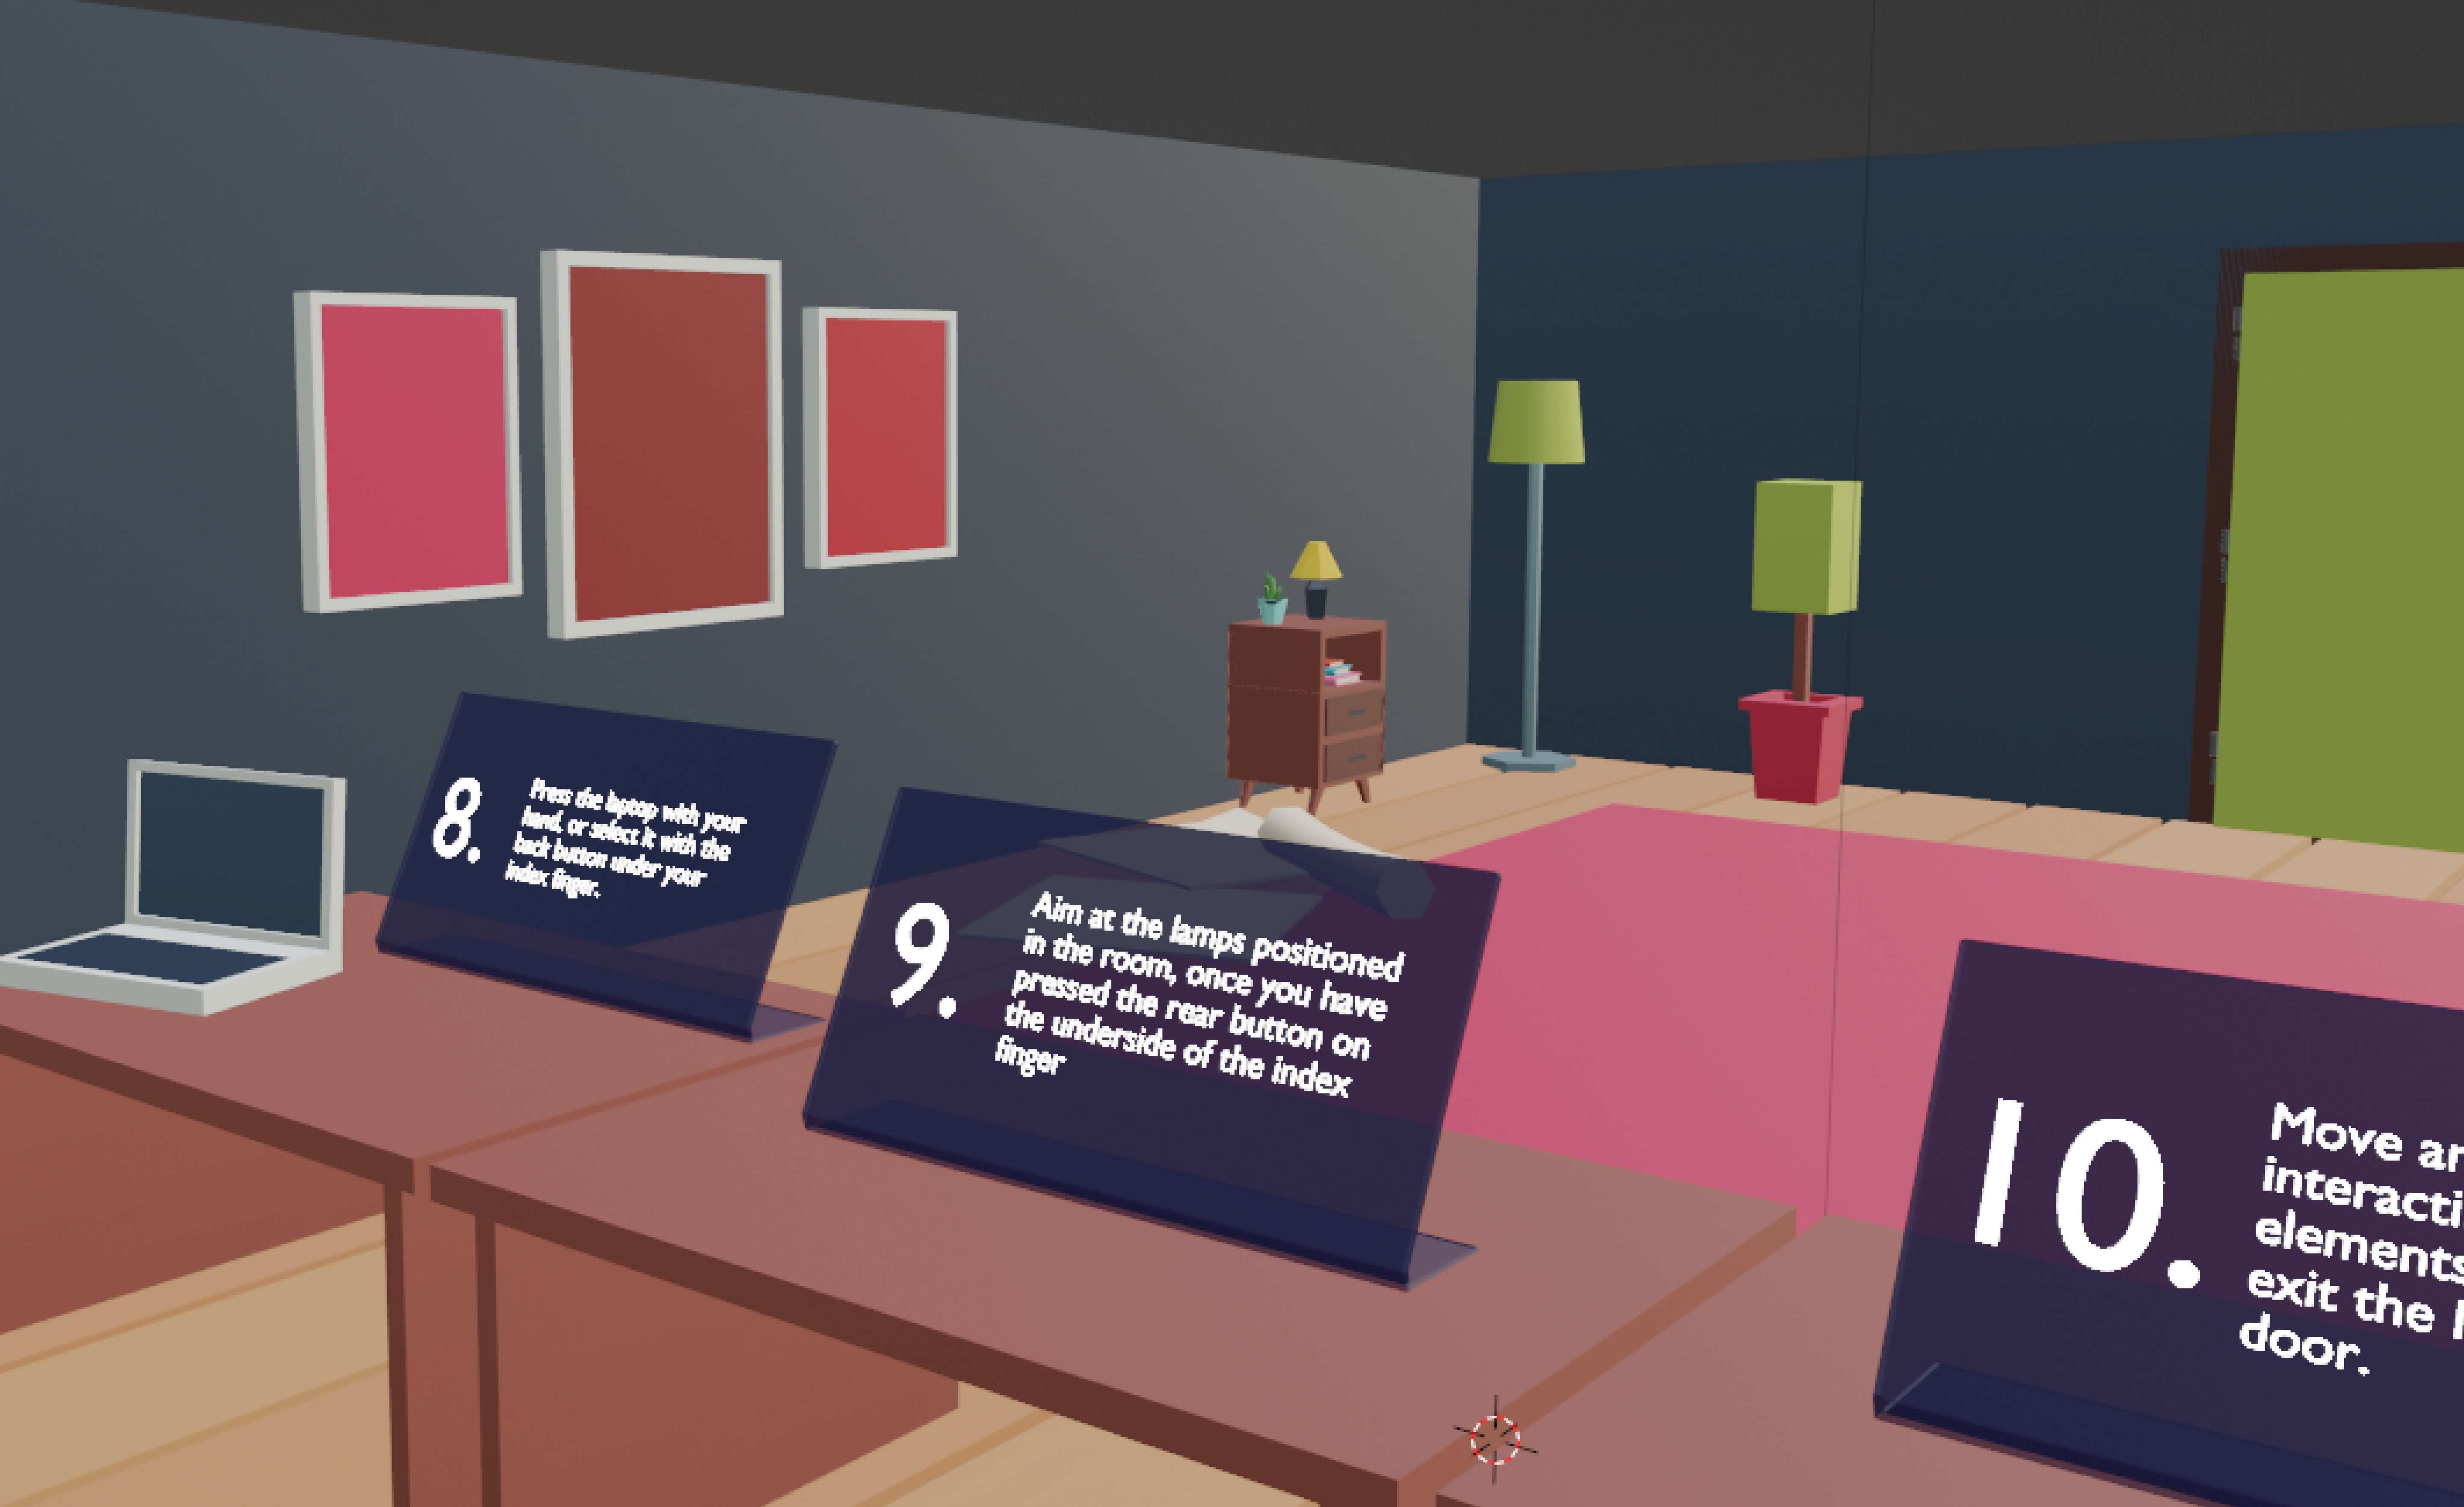 8.
Press the laptop with your
hand, or select it with the
back button under your
index finger.
9.
Aim at the lamps positioned
in the room, once you have
pressed the rear button on
the underside of the index
finger
10.
Move
interacti
elements
exit the
door.